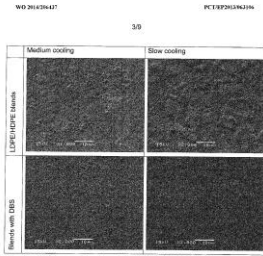 WO 2014/206437 PCT/EP2013/063106
3/9
Medium cooling Slow cooling
LDPE/HDPE blends
Blends with DBS